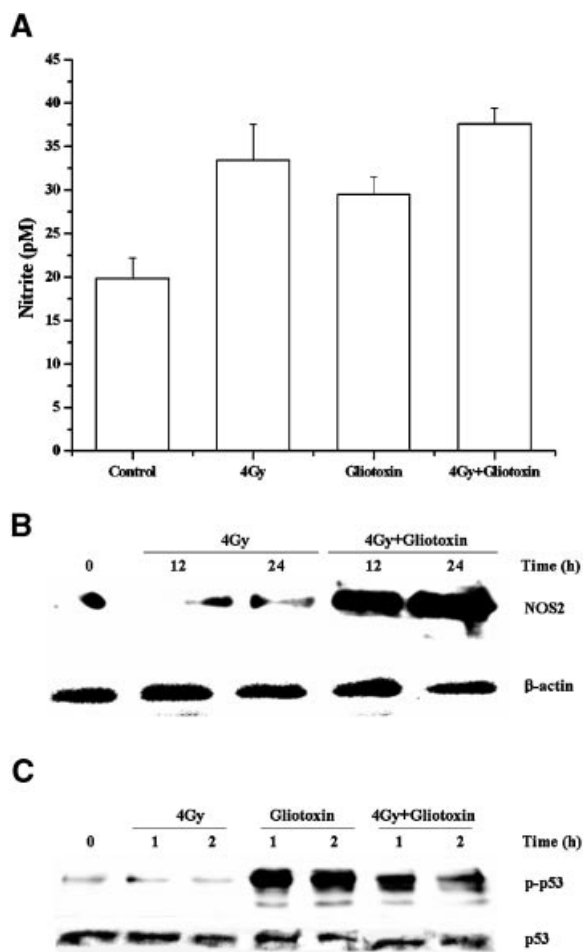 A
Nitrite (pM)
45
40
35
30
25
20
15
10
5
0
Control 4Gy Gliotoxin 4Gy+Gliotoxin
B
4Gy 4Gy+Gliotoxin
0 12 24 12 24 Time (h)
NOS2
β-actin
C
4Gy Gliotoxin 4Gy+Gliotoxin
0 1 2 1 2 1 2 Time (h)
p-p53
p53